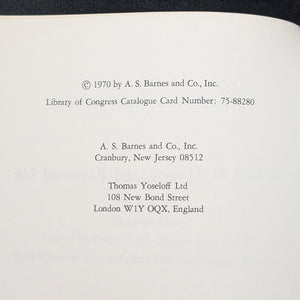 © 1970 by A. S. Barnes and Co., Inc.
Library of Congress Catalogue Card Number: 75-88280
A. S. Barnes and Co., Inc.
Cranbury, New Jersey 08512
Thomas Yoseloff Ltd
108 New Bond Street
London W1Y OQX, England